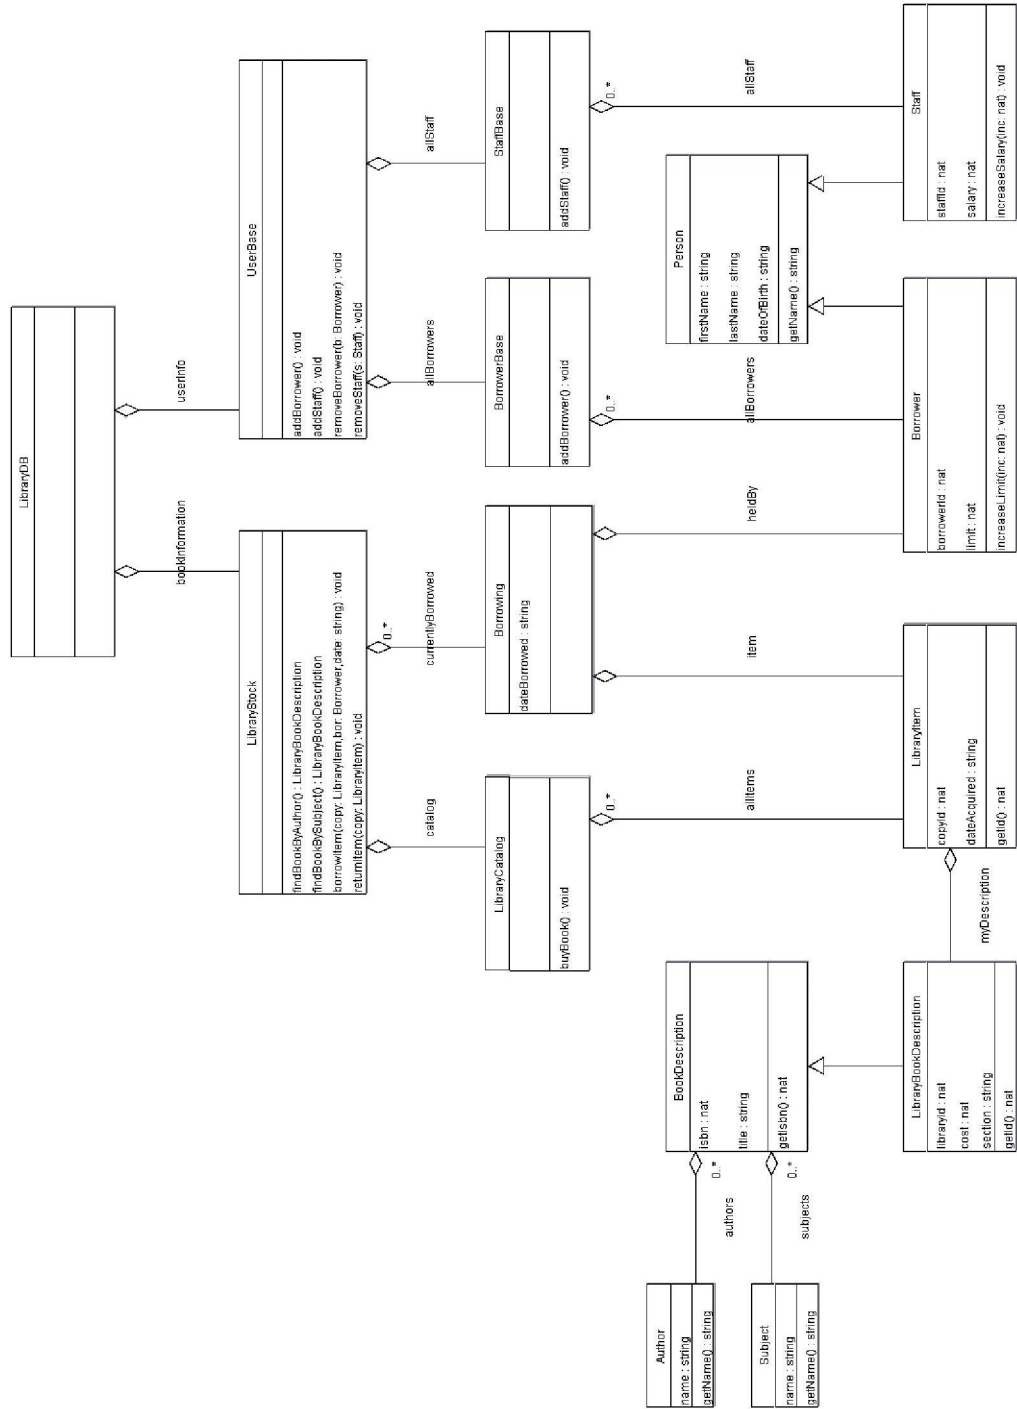 LibraryDB
bookInformation
userInfo
LibraryStock
findBookByAuthor() : LibraryBookDescription
findBookBySubject() : LibraryBookDescription
borrowItem(copy: LibraryItem,bor: Borrower,date: string) : void
returnItem(copy: LibraryItem) : void
UserBase
addBorrower() : void
addStaff() : void
removeBorrower(b: Borrower) : void
removeStaff(s: Staff) : void
catalog
currentlyBorrowed
0..*
allBorrowers
allStaff
LibraryCatalog
buyBook() : void
Borrowing
dateBorrowed : string
BorrowerBase
addBorrower() : void
StaffBase
addStaff() : void
0..*
0..*
0..*
Author
name : string
getName() : string
authors
0..*
BookDescription
isbn : nat
title : string
getIsbn() : nat
Person
firstName : string
lastName : string
dateOfBirth : string
getName() : string
Subject
name : string
getName() : string
subjects
0..*
allItems
item
heldBy
allBorrowers
allStaff
LibraryBookDescription
libraryId : nat
cost : nat
section : string
getId() : nat
myDescription
LibraryItem
copyId : nat
dateAcquired : string
getId() : nat
Borrower
borrowerId : nat
limit : nat
increaseLimit(inc: nat) : void
Staff
staffId : nat
salary : nat
increaseSalary(inc: nat) : void